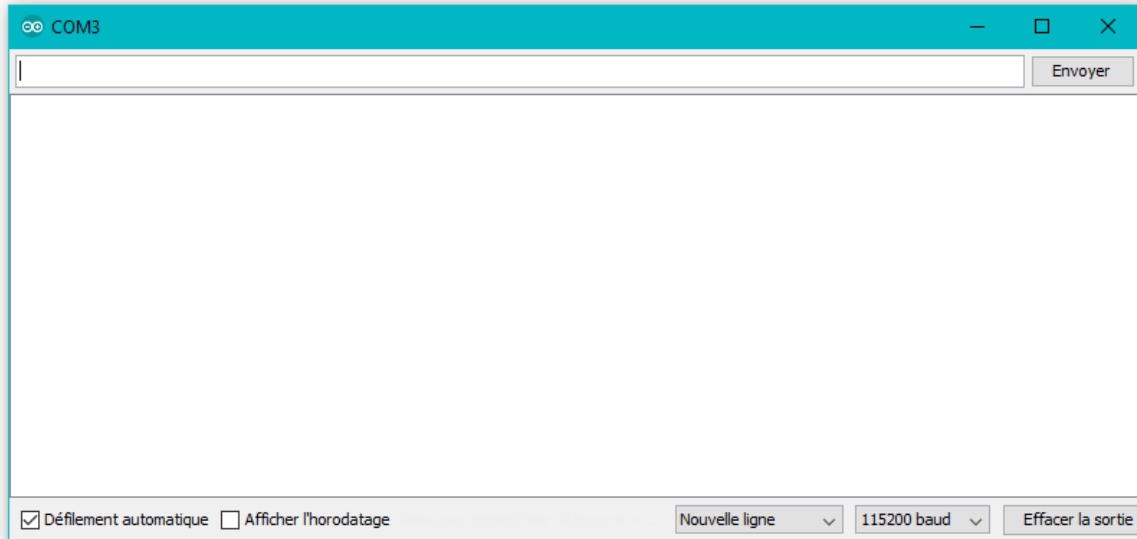 COM3
Envoyer
Défilement automatique Afficher l'horodatage Nouvelle ligne 115200 baud Effacer la sortie